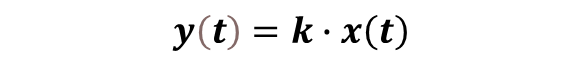 y(t) = k · x(t)